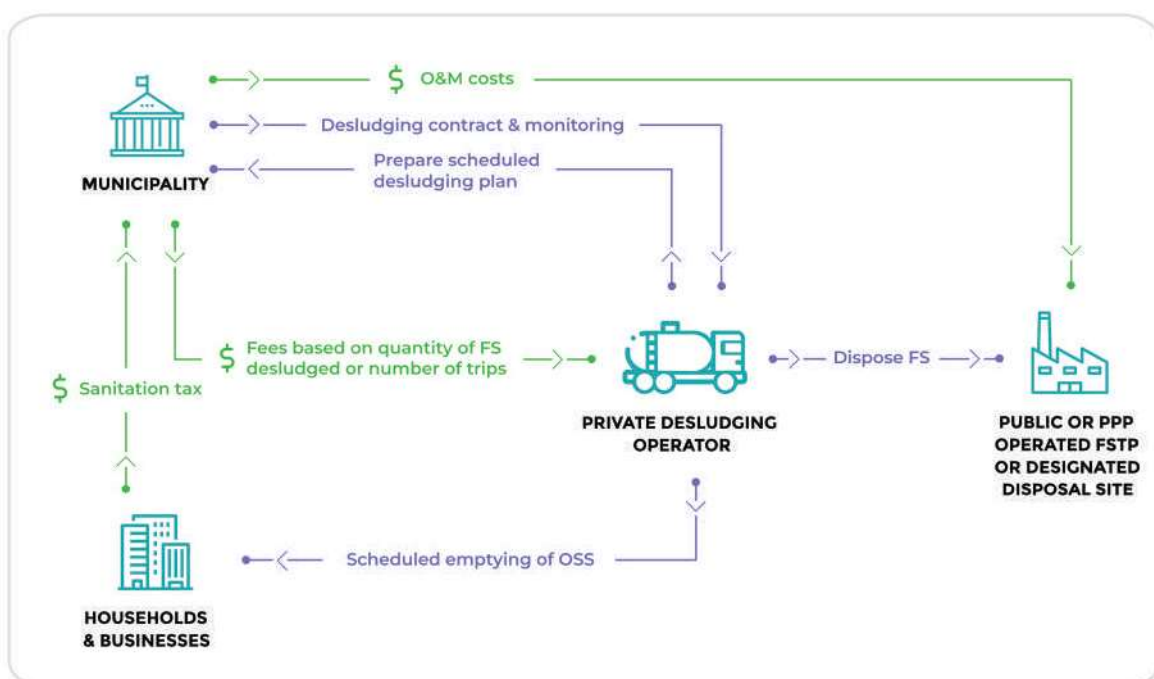 $ O&M costs
Desludging contract & monitoring
Prepare scheduled
desludging plan
MUNICIPALITY
$ Fees based on quantity of FS
desludged or number of trips
$ Sanitation tax
Dispose FS
PRIVATE DESLUDGING
OPERATOR
PUBLIC OR PPP
OPERATED FSTP
OR DESIGNATED
DISPOSAL SITE
Scheduled emptying of OSS
HOUSEHOLDS
& BUSINESSES